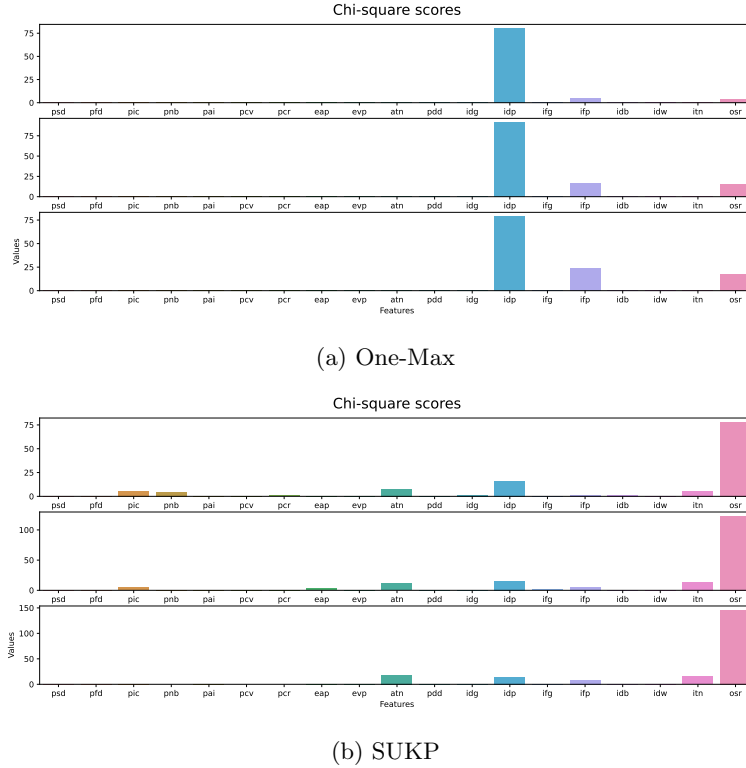 Chi-square scores
75
50
25
0
psd pfd pic pnb pai pcv pcr eap evp atn pdd idg idp ifg ifp idb idw itn osr
75
50
25
0
psd pfd pic pnb pai pcv pcr eap evp atn pdd idg idp ifg ifp idb idw itn osr
75
50
25
0
Values
psd pfd pic pnb pai pcv pcr eap evp atn pdd idg idp ifg ifp idb idw itn osr
Features
(a) One-Max
Chi-square scores
75
50
25
0
psd pfd pic pnb pai pcv pcr eap evp atn pdd idg idp ifg ifp idb idw itn osr
100
50
0
psd pfd pic pnb pai pcv pcr eap evp atn pdd idg idp ifg ifp idb idw itn osr
150
100
50
0
Values
psd pfd pic pnb pai pcv pcr eap evp atn pdd idg idp ifg ifp idb idw itn osr
Features
(b) SUKP